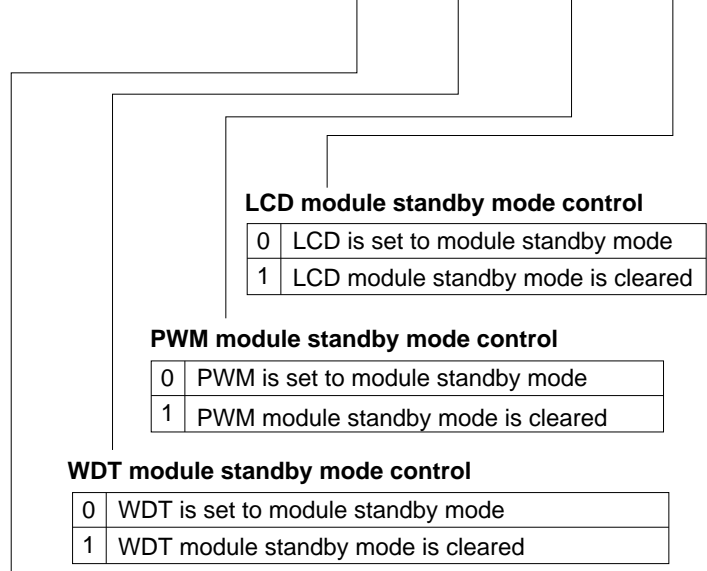 LCD module standby mode control
0 LCD is set to module standby mode
1 LCD module standby mode is cleared
PWM module standby mode control
0 PWM is set to module standby mode
1 PWM module standby mode is cleared
WDT module standby mode control
0 WDT is set to module standby mode
1 WDT module standby mode is cleared